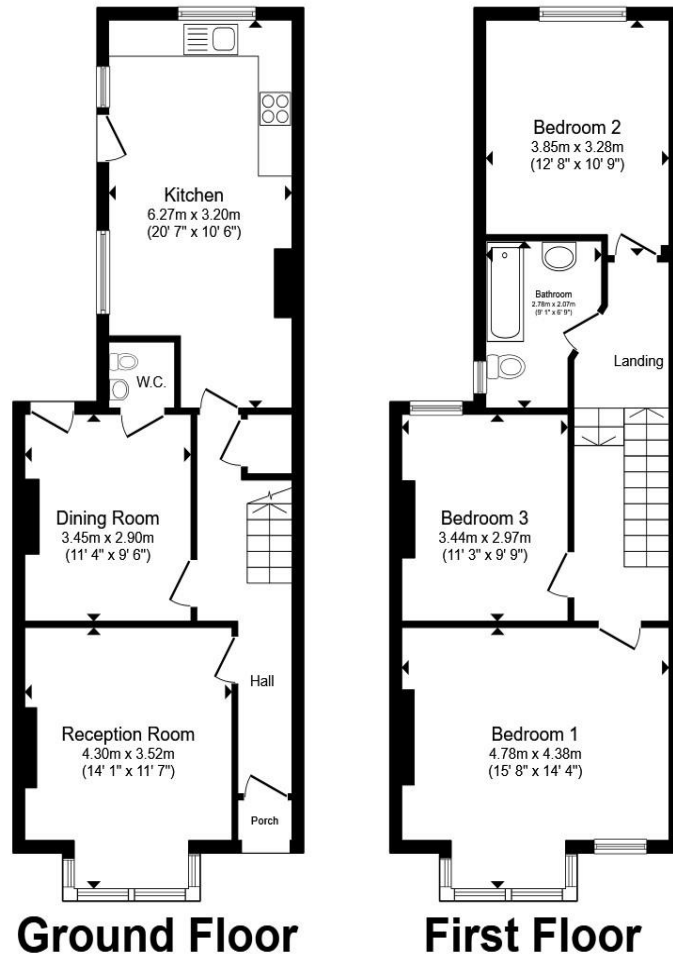 Kitchen
6.27m x 3.20m
(20' 7" x 10' 6")
W.C.
Dining Room
3.45m x 2.90m
(11' 4" x 9' 6")
Hall
Reception Room
4.30m x 3.52m
(14' 1" x 11' 7")
Porch
Ground Floor
Bedroom 2
3.85m x 3.28m
(12' 8" x 10' 9")
Bathroom
2.78m x 2.07m
(9' 1" x 6' 9")
Landing
Bedroom 3
3.44m x 2.97m
(11' 3" x 9' 9")
Bedroom 1
4.78m x 4.38m
(15' 8" x 14' 4")
First Floor